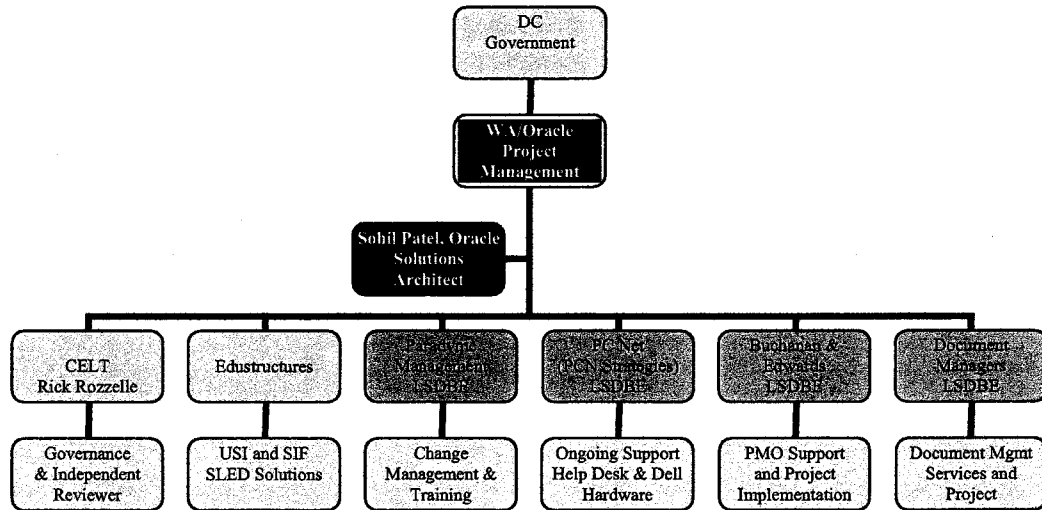 DC
Government
WA/Oracle
Project
Management
Sohil Patel, Oracle
Solutions
Architect
CELT
Rick Rozzelle
Edustructures
Management
LSDBE
PC Net
(PCN Strategies)
LSDBE
Buchanan &
Edwards
LSDBE
Document
Managers
LSDBE
Governance
& Independent
Reviewer
USI and SIF
SLED Solutions
Change
Management &
Training
Ongoing Support
Help Desk & Dell
Hardware
PMO Support
and Project
Implementation
Document Mgmt
Services and
Project